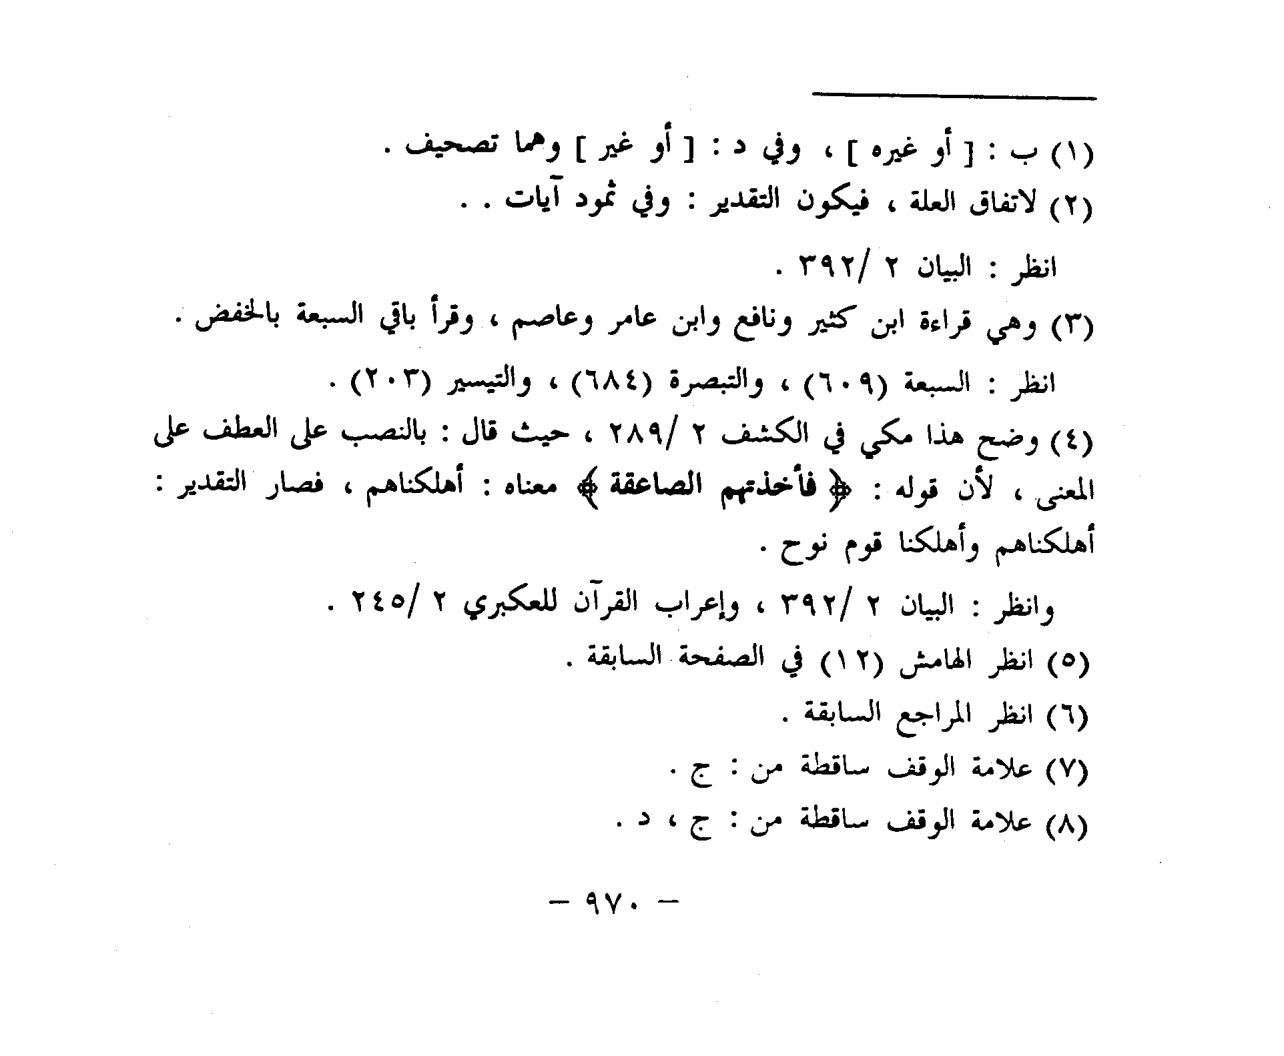 (١) ب : [ أو غيره ] ، وفي د : [ أو غير ] وهما تصحيف .
(٢) لاتفاق العلة ، فيكون التقدير : وفي ثمود آيات . .
انظر : البيان ٢ /٣٩٢ .
(٣) وهي قراءة ابن كثير ونافع وابن عامر وعاصم ، وقرأ باقي السبعة بالخفض .
انظر : السبعة (٦٠٩) ، والتبصرة (٦٨٤) ، والتيسير (٢٠٣) .
(٤) وضح هذا مكي في الكشف ٢ /٢٨٩ ، حيث قال : بالنصب على العطف على
المعنى ، لأن قوله : ﴿ فأخذتهم الصاعقة ﴾ معناه : أهلكناهم ، فصار التقدير :
أهلكناهم وأهلكنا قوم نوح .
وانظر : البيان ٢ /٣٩٢ ، وإعراب القرآن للعكبري ٢ /٢٤٥ .
(٥) انظر الهامش (١٢) في الصفحة السابقة .
(٦) انظر المراجع السابقة .
(٧) علامة الوقف ساقطة من : ج .
(٨) علامة الوقف ساقطة من : ج ، د .
— ٩٧٠ —